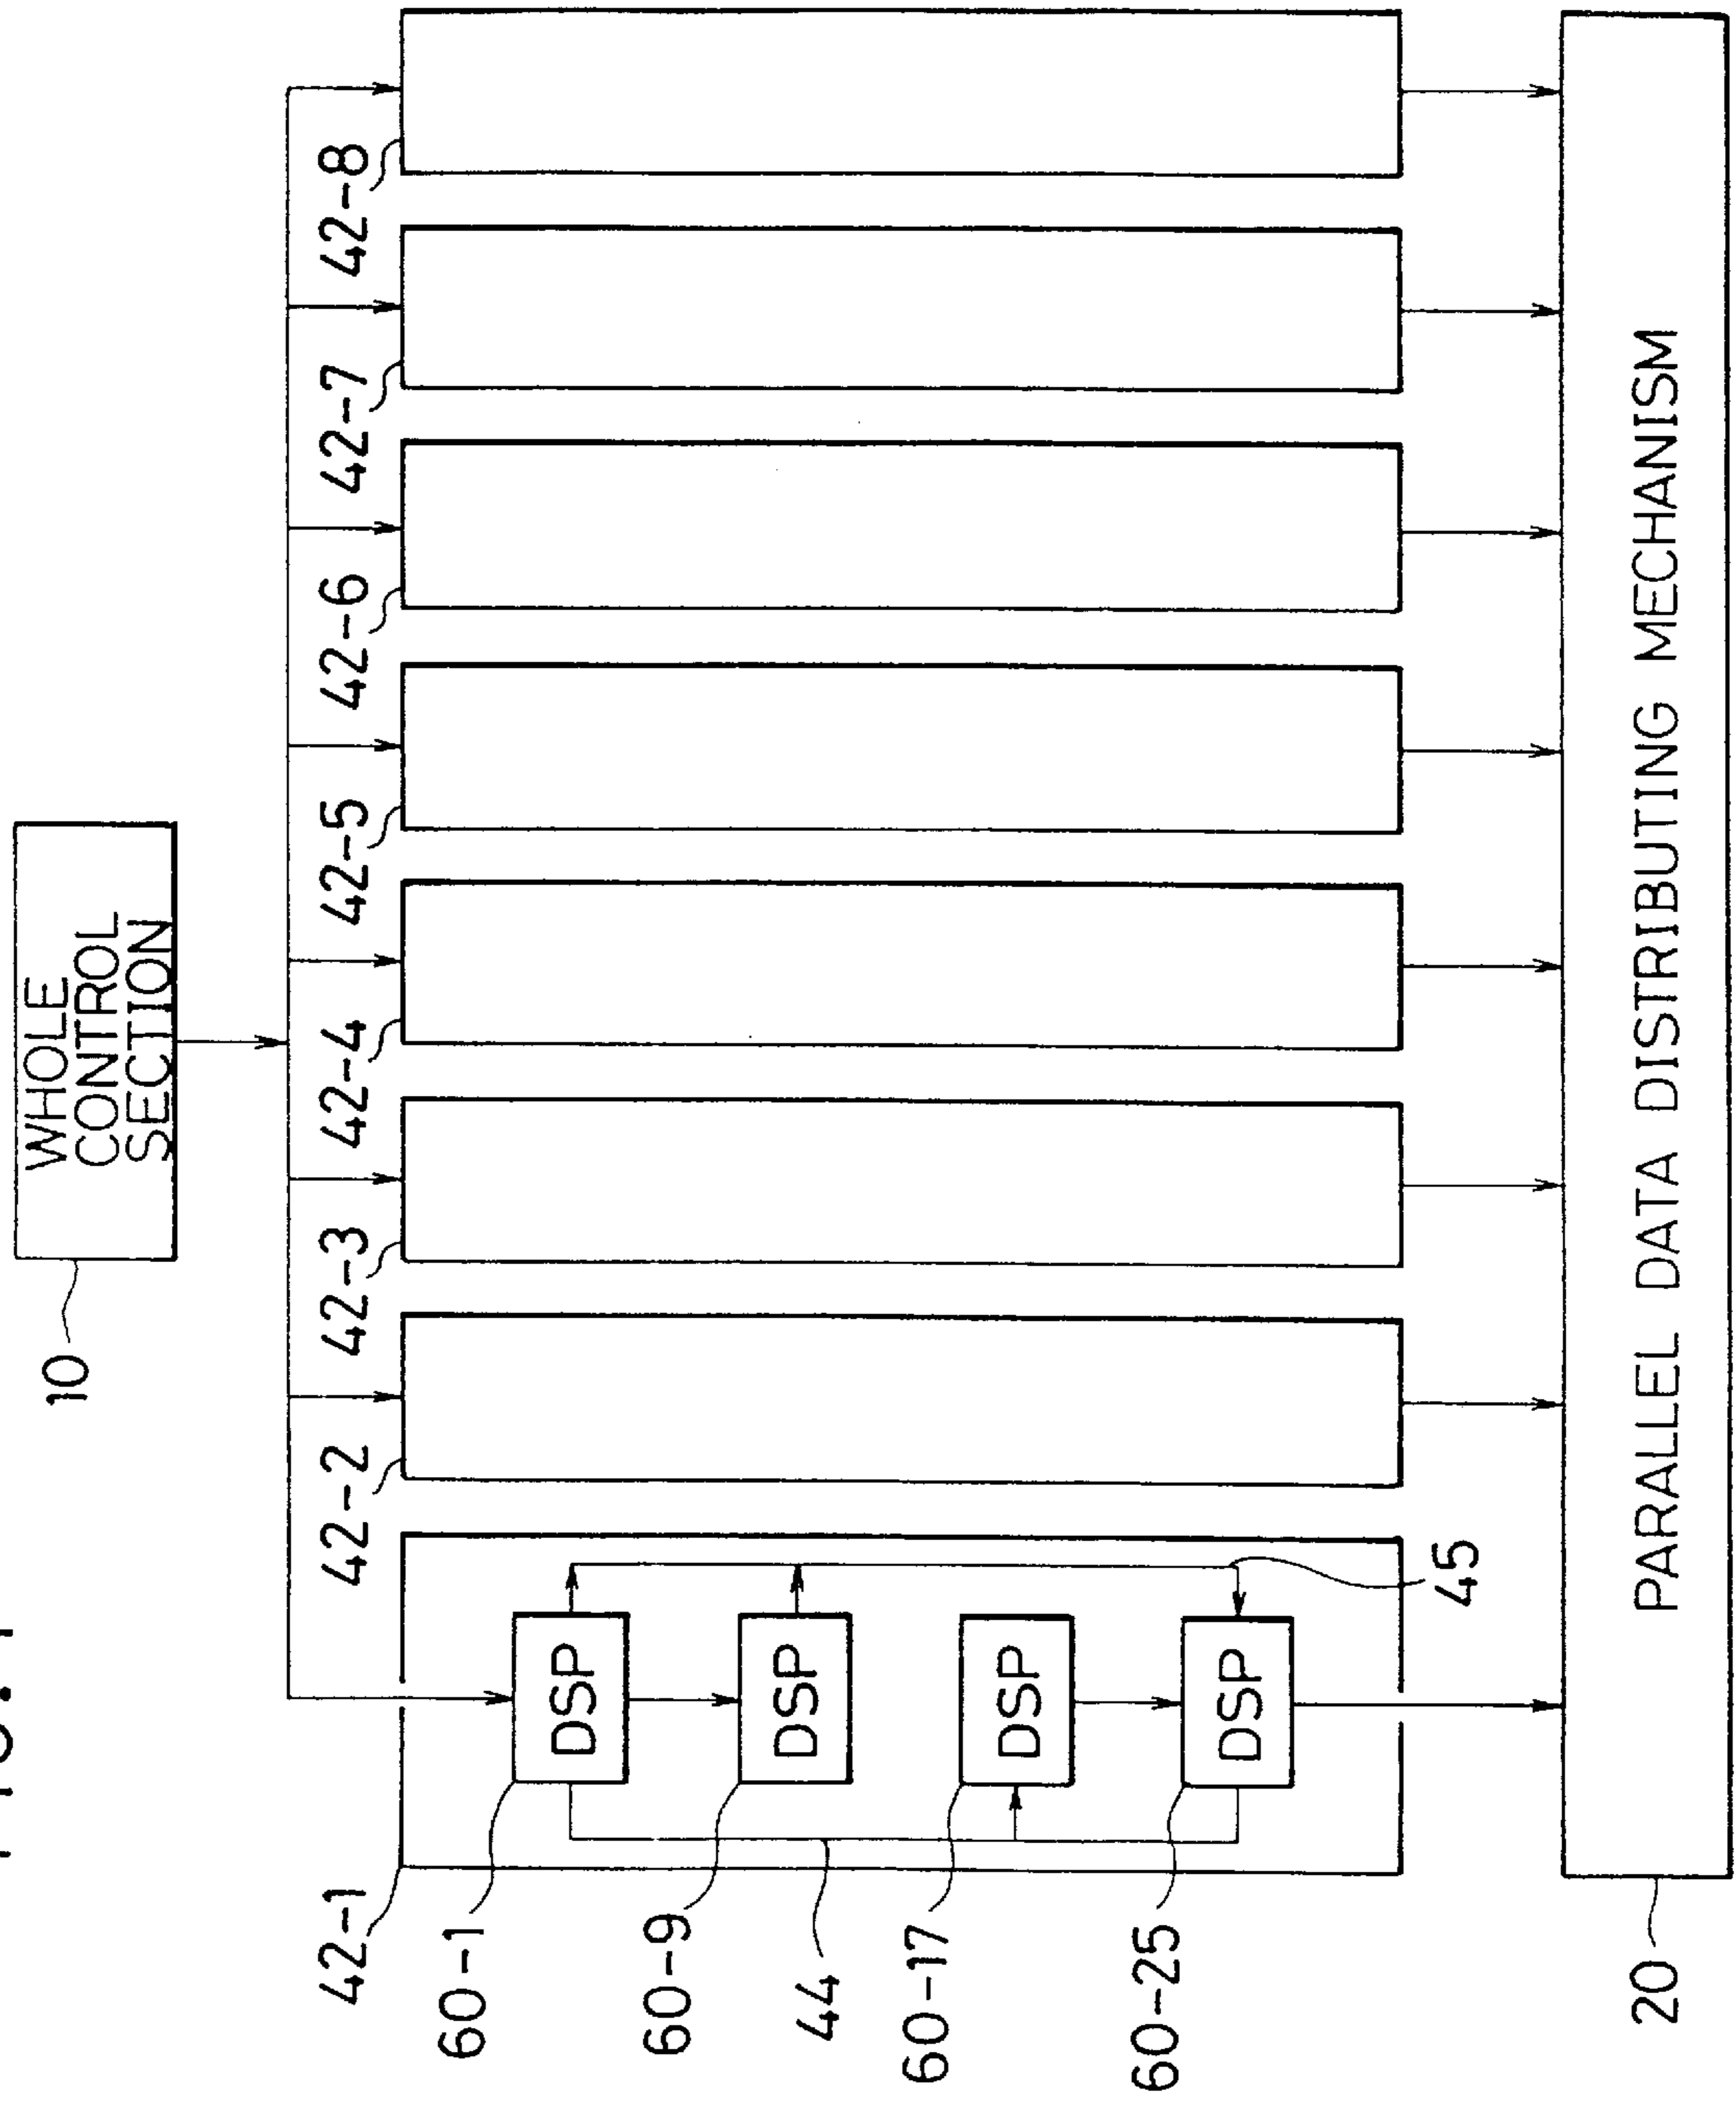 WHOLE
CONTROL
SECTION
10
42-1
42-2
42-3
42-4
42-5
42-6
42-7
42-8
60-1
DSP
60-9
DSP
44
60-17
DSP
60-25
DSP
45
PARALLEL DATA DISTRIBUTING MECHANISM
20